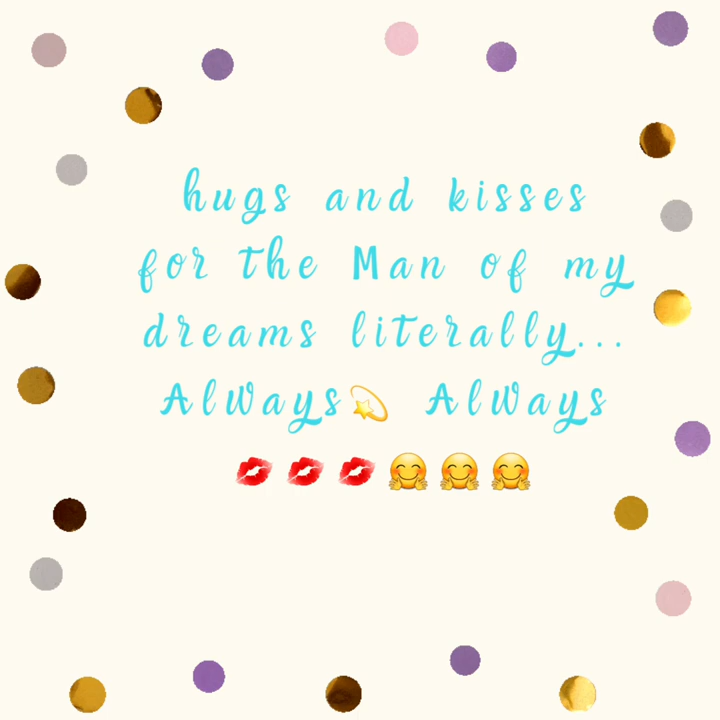 hugs and kisses
for the Man of my
dreams literally...
Always💫 Always
💋💋💋🤗🤗🤗